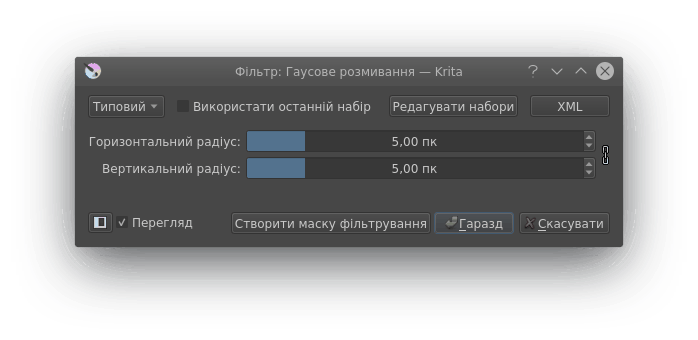 Фільтр: Гаусове розмивання — Krita
Типовий Використати останній набір Редагувати набори XML
Горизонтальний радіус: 5,00 пк
Вертикальний радіус: 5,00 пк
Перегляд Створити маску фільтрування Гаразд Скасувати